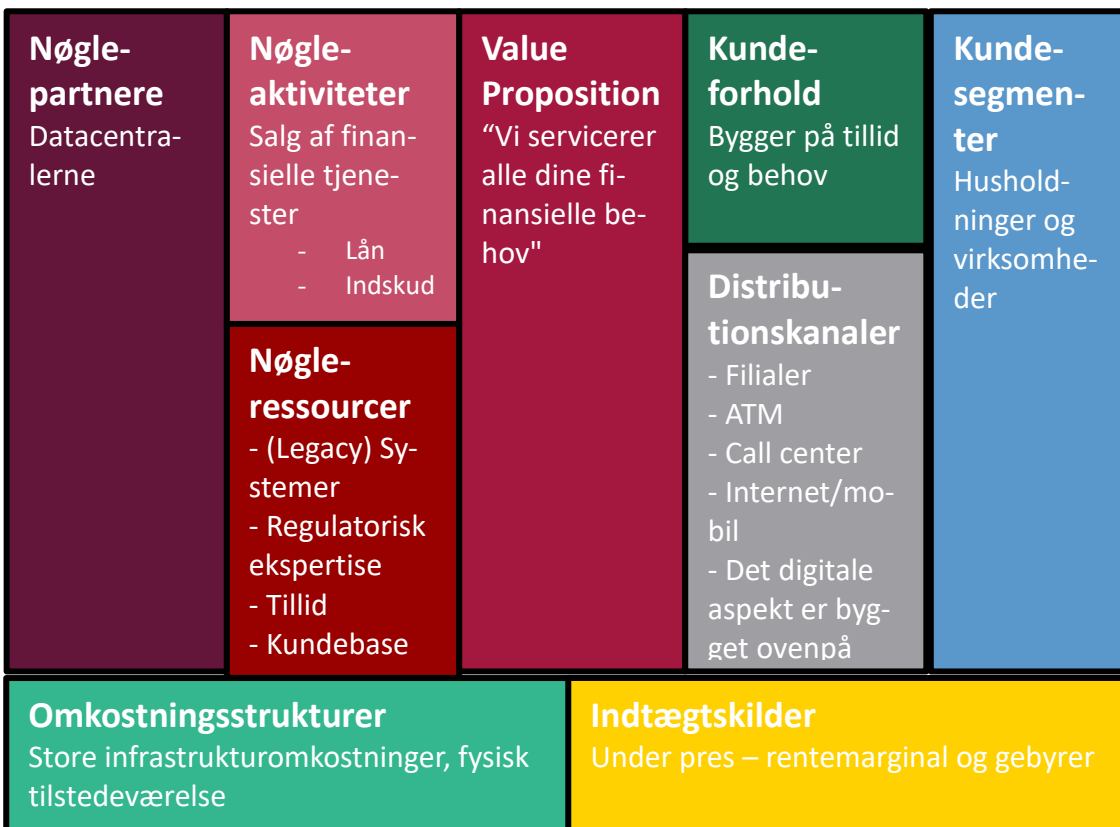 Nøgle-
partnere
Datacentra-
lerne
Nøgle-
aktiviteter
Salg af finan-
sielle tjene-
ster
- Lån
- Indskud
Nøgle-
ressourcer
- (Legacy) Sy-
stemer
- Regulatorisk
ekspertise
- Tillid
- Kundebase
Value
Proposition
“Vi servicerer
alle dine fi-
nansielle be-
hov"
Kunde-
forhold
Bygger på tillid
og behov
Distribu-
tionskanaler
- Filialer
- ATM
- Call center
- Internet/mo-
bil
- Det digitale
aspekt er byg-
get ovenpå
Kunde-
segmen-
ter
Hushold-
ninger og
virksomhe-
der
Omkostningsstrukturer
Store infrastrukturomkostninger, fysisk
tilstedeværelse
Indtægtskilder
Under pres – rentemarginal og gebyrer